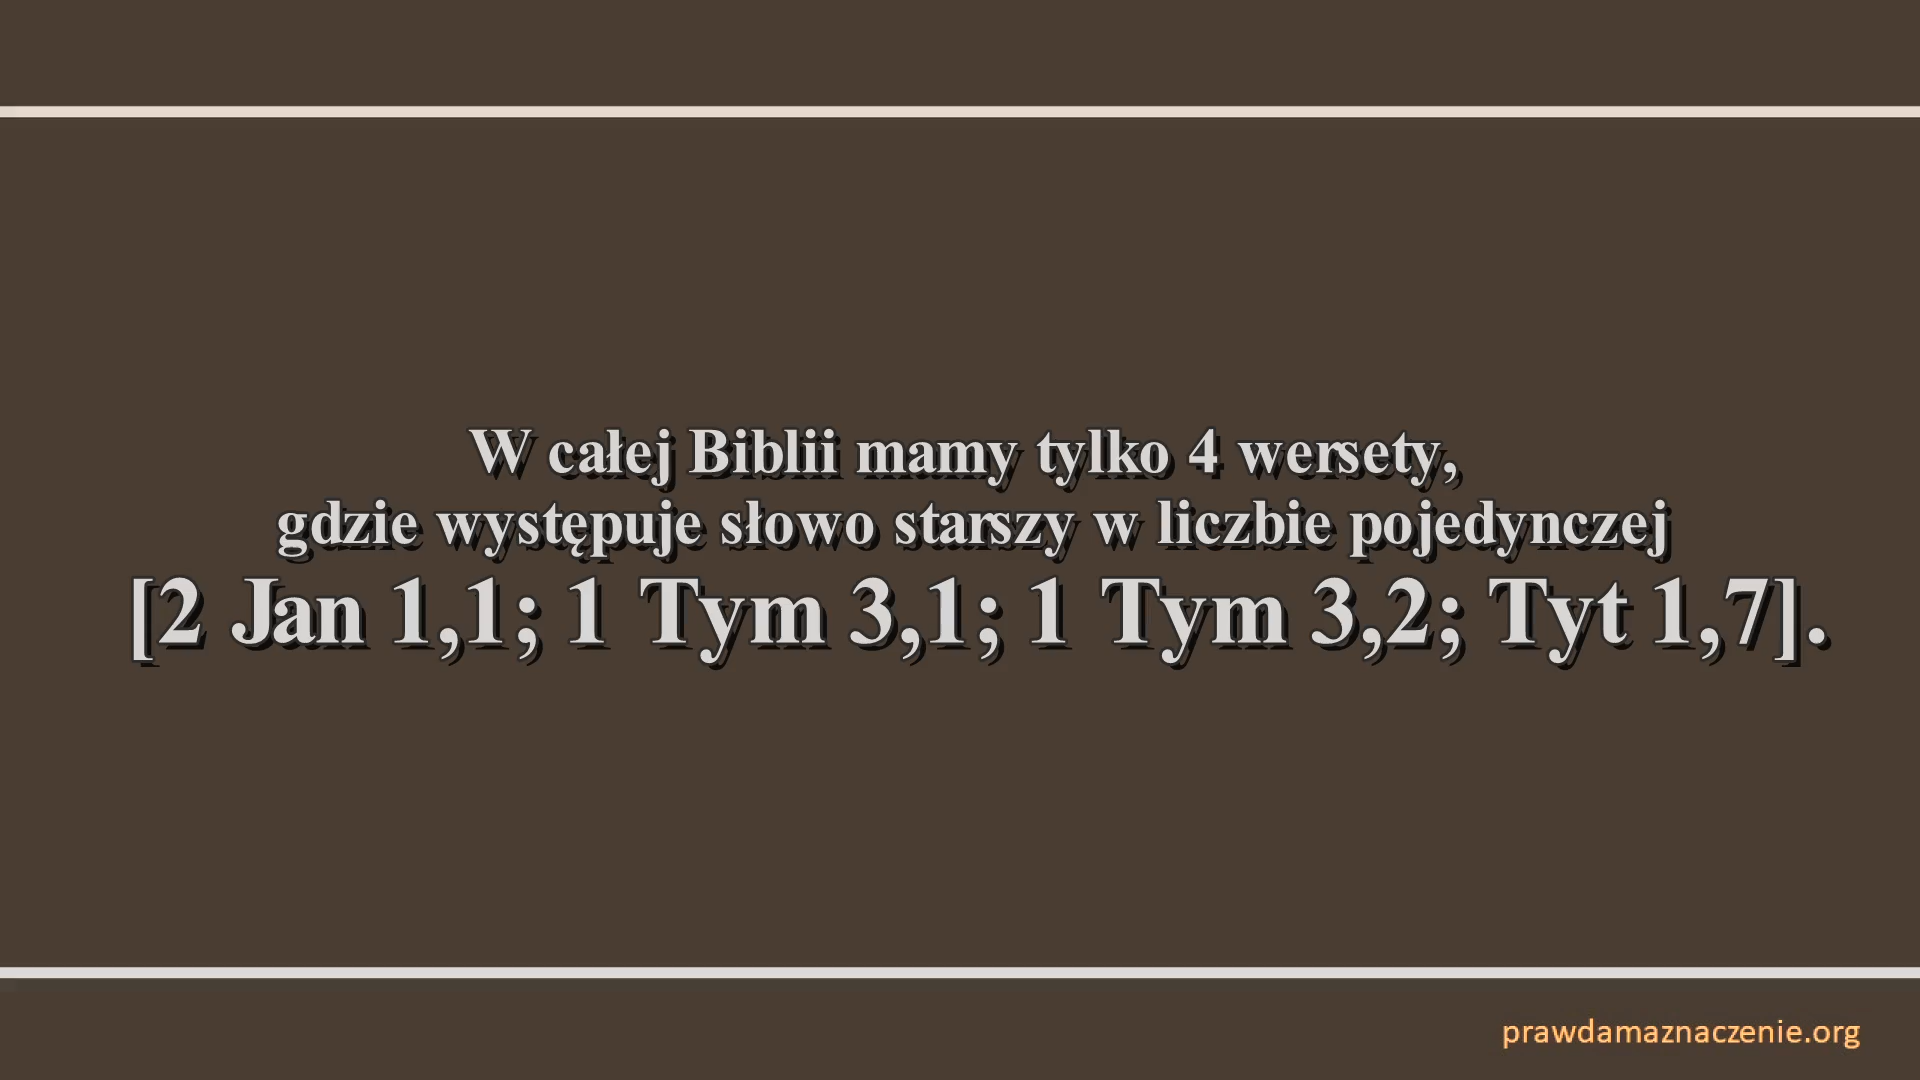 W całej Biblii mamy tylko 4 wersety,
gdzie występuje słowo starszy w liczbie pojedynczej
[2 Jan 1,1; 1 Tym 3,1; 1 Tym 3,2; Tyt 1,7].
prawdamaznaczenie.org